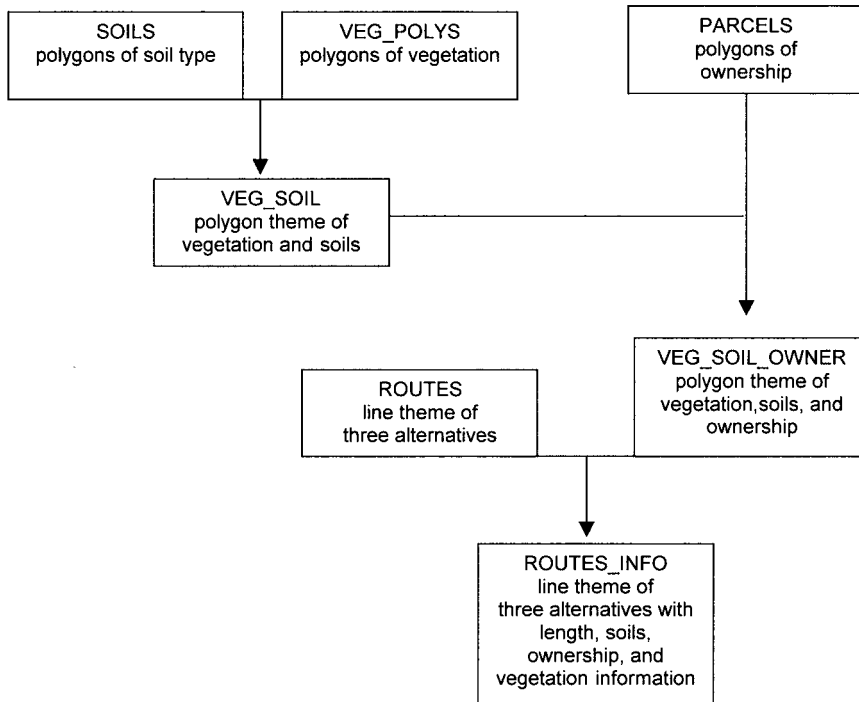 SOILS
polygons of soil type
VEG_POLYS
polygons of vegetation
PARCELS
polygons of
ownership
VEG_SOIL
polygon theme of
vegetation and soils
VEG_SOIL_OWNER
polygon theme of
vegetation,soils, and
ownership
ROUTES
line theme of
three alternatives
ROUTES_INFO
line theme of
three alternatives with
length, soils,
ownership, and
vegetation information